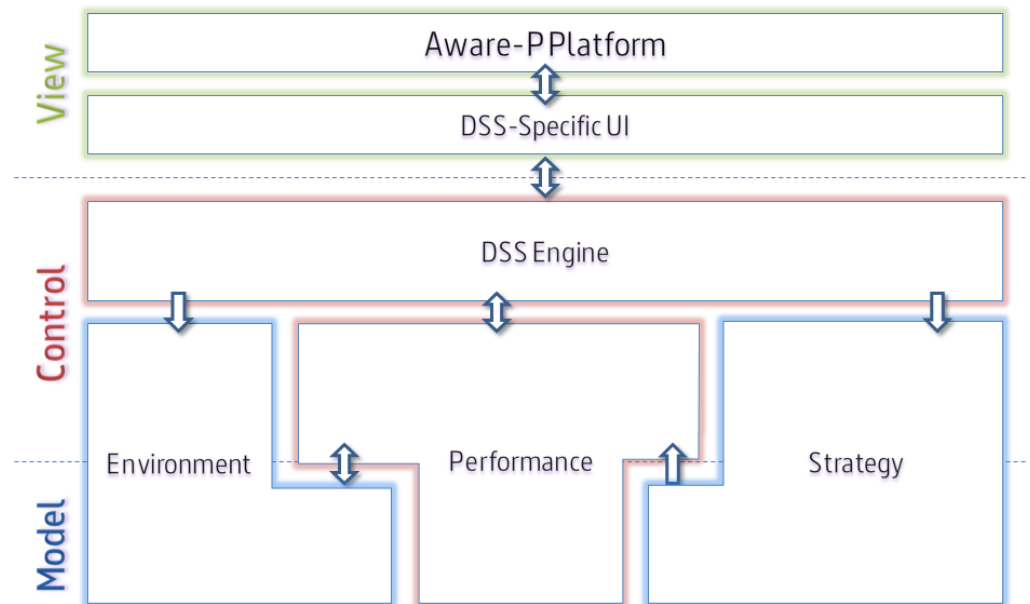 View
Aware-P Platform
DSS-Specific UI
Control
DSS Engine
Environment
Performance
Strategy
Model